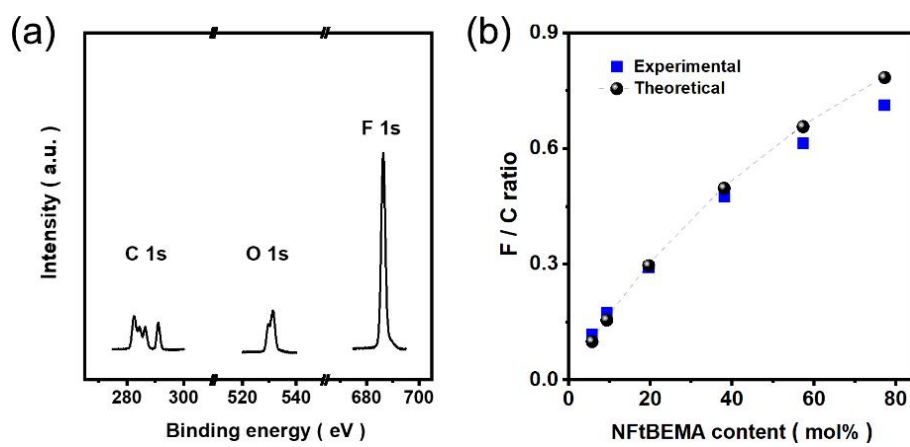 (a)
Intensity ( a.u. )
C 1s
O 1s
F 1s
280 300 520 540 680 700
Binding energy ( eV )
(b)
F / C ratio
0.9
0.6
0.3
0.0
Experimental
Theoretical
0 20 40 60 80
NFtBEMA content ( mol% )